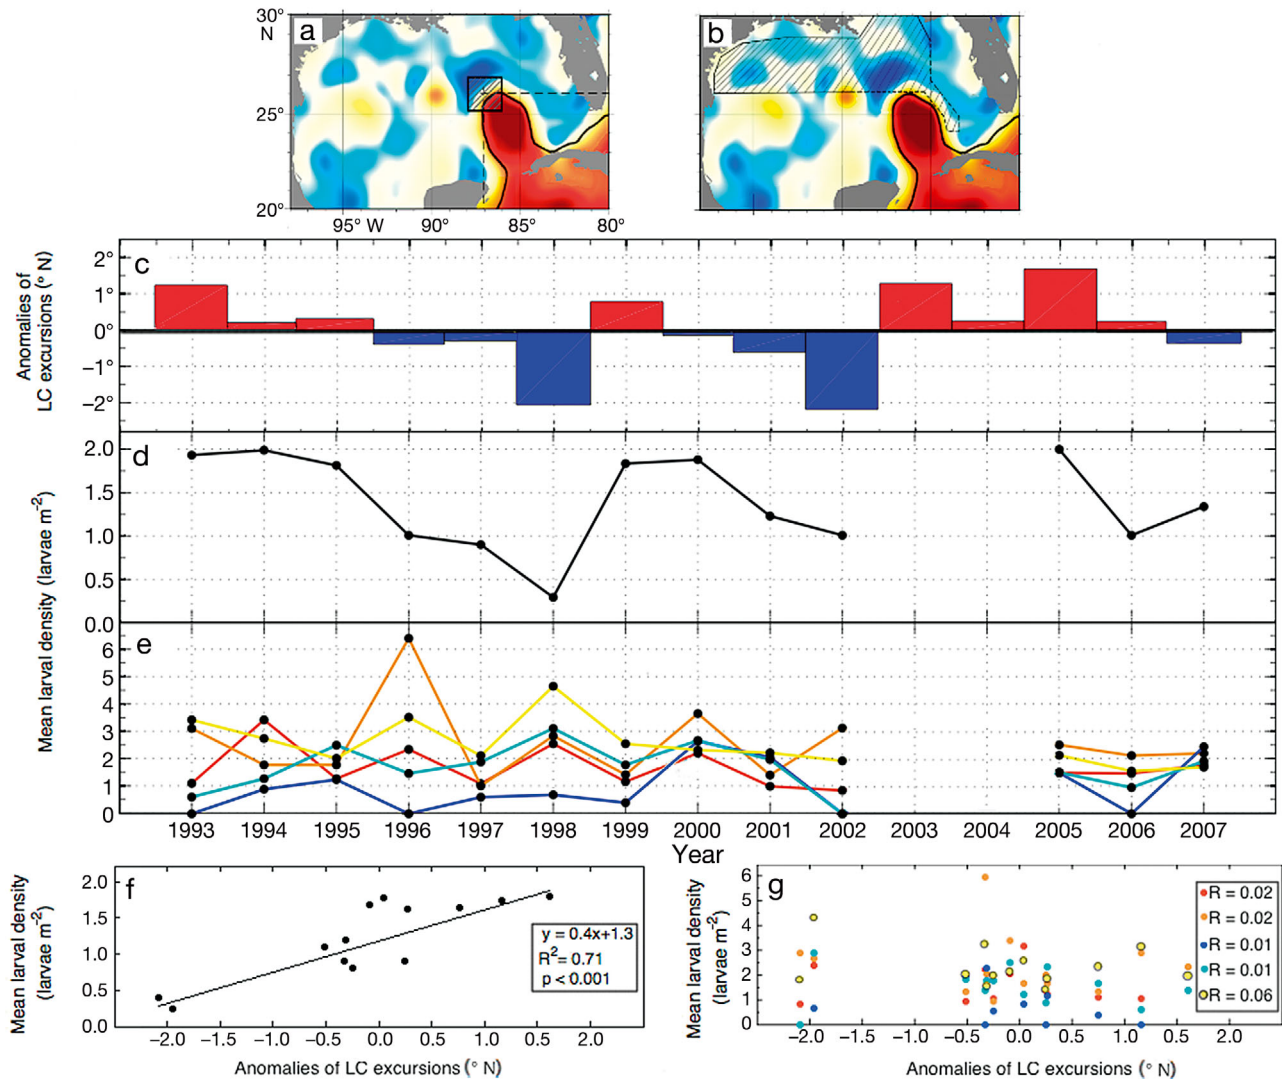 30°
N
25°
20°
a
b
95° W
90°
85°
80°
Anomalies of
LC excursions (° N)
2°
1°
0°
−1°
−2°
c
Mean larval density (larvae m−2)
2.0
1.5
1.0
0.5
0.0
d
6
5
4
3
2
1
0
e
1993 1994 1995 1996 1997 1998 1999 2000 2001 2002 2003 2004 2005 2006 2007
Year
Mean larval density
(larvae m−2)
2.0
1.5
1.0
0.5
0.0
f
y = 0.4x+1.3
R2= 0.71
p < 0.001
−2.0 −1.0 −0.5 −0.5 0.0 0.5 1.0 0.5 2.0
Anomalies of LC excursions (° N)
Mean larval density
(larvae m−2)
6
5
4
3
2
1
0
g
R = 0.02
R = 0.02
R = 0.01
R = 0.01
R = 0.06
−2.0 −0.5 −1.0 −0.5 0.0 0.5 1.0 0.5 2.0
Anomalies of LC excursions (° N)